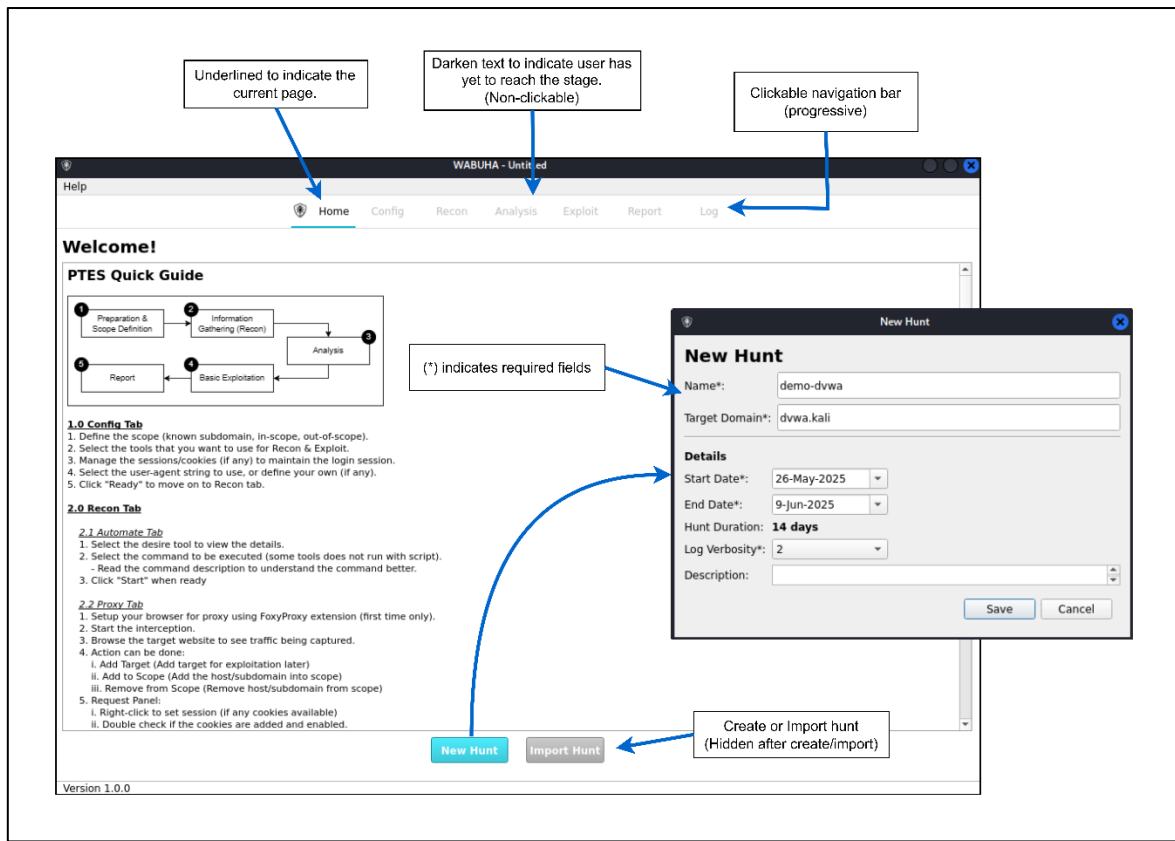 Underlined to indicate the
current page.
Darken text to indicate user has
yet to reach the stage.
(Non-clickable)
Clickable navigation bar
(progressive)
WABUHA - Untitled
Help
Home Config Recon Analysis Exploit Report Log
Welcome!
PTES Quick Guide
1 Preparation &
Scope Definition
2 Information
Gathering (Recon)
3
Analysis
5 Report
4 Basic Exploitation
1.0 Config Tab
1. Define the scope (known subdomain, in-scope, out-of-scope).
2. Select the tools that you want to use for Recon & Exploit.
3. Manage the sessions/cookies (if any) to maintain the login session.
4. Select the user-agent string to use, or define your own (if any).
5. Click "Ready" to move on to Recon tab.
2.0 Recon Tab
2.1 Automate Tab
1. Select the desire tool to view the details.
2. Select the command to be executed (some tools does not run with script).
- Read the command description to understand the command better.
3. Click "Start" when ready
2.2 Proxy Tab
1. Setup your browser for proxy using FoxyProxy extension (first time only).
2. Start the interception.
3. Browse the target website to see traffic being captured.
4. Action can be done:
i. Add Target (Add target for exploitation later)
ii. Add to Scope (Add the host/subdomain into scope)
iii. Remove from Scope (Remove host/subdomain from scope)
5. Request Panel:
i. Right-click to set session (if any cookies available)
ii. Double check if the cookies are added and enabled.
(*) indicates required fields
New Hunt
New Hunt
Name*: demo-dvwa
Target Domain*: dvwa.kali
Details
Start Date*: 26-May-2025
End Date*: 9-Jun-2025
Hunt Duration: 14 days
Log Verbosity*: 2
Description:
Save Cancel
Create or Import hunt
(Hidden after create/import)
New Hunt Import Hunt
Version 1.0.0